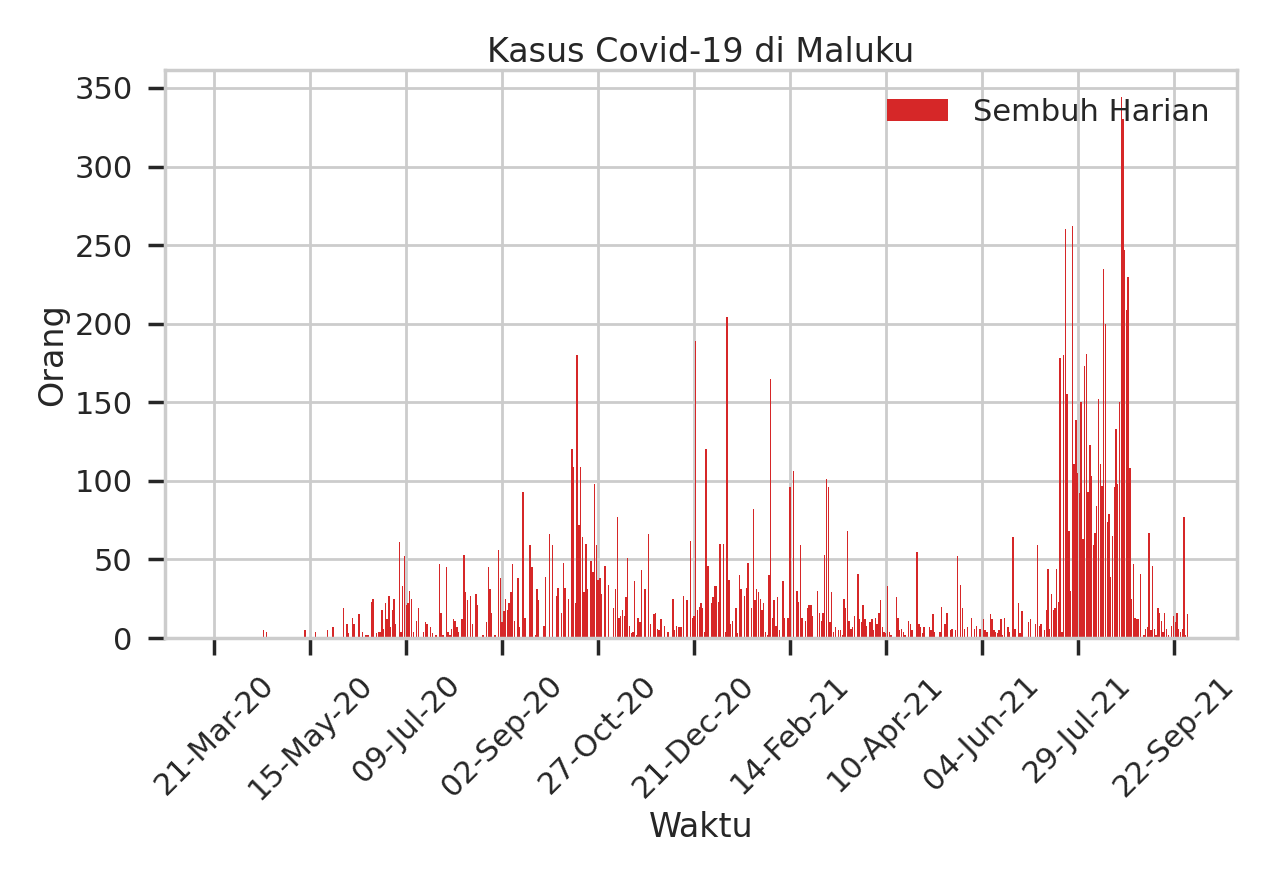 Kasus Covid-19 di Maluku
Sembuh Harian
Orang
350
300
250
200
150
100
50
0
21-Mar-20
15-May-20
09-Jul-20
02-Sep-20
27-Oct-20
21-Dec-20
14-Feb-21
10-Apr-21
04-Jun-21
29-Jul-21
22-Sep-21
Waktu